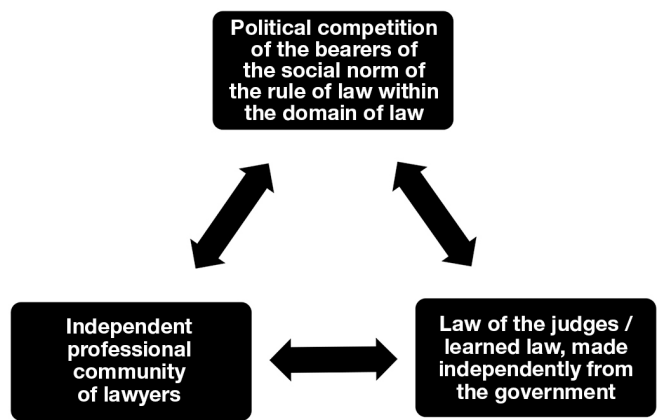 Political competition
of the bearers of
the social norm of
the rule of law within
the domain of law
Independent
professional
community
of lawyers
Law of the judges /
learned law, made
independently from
the government